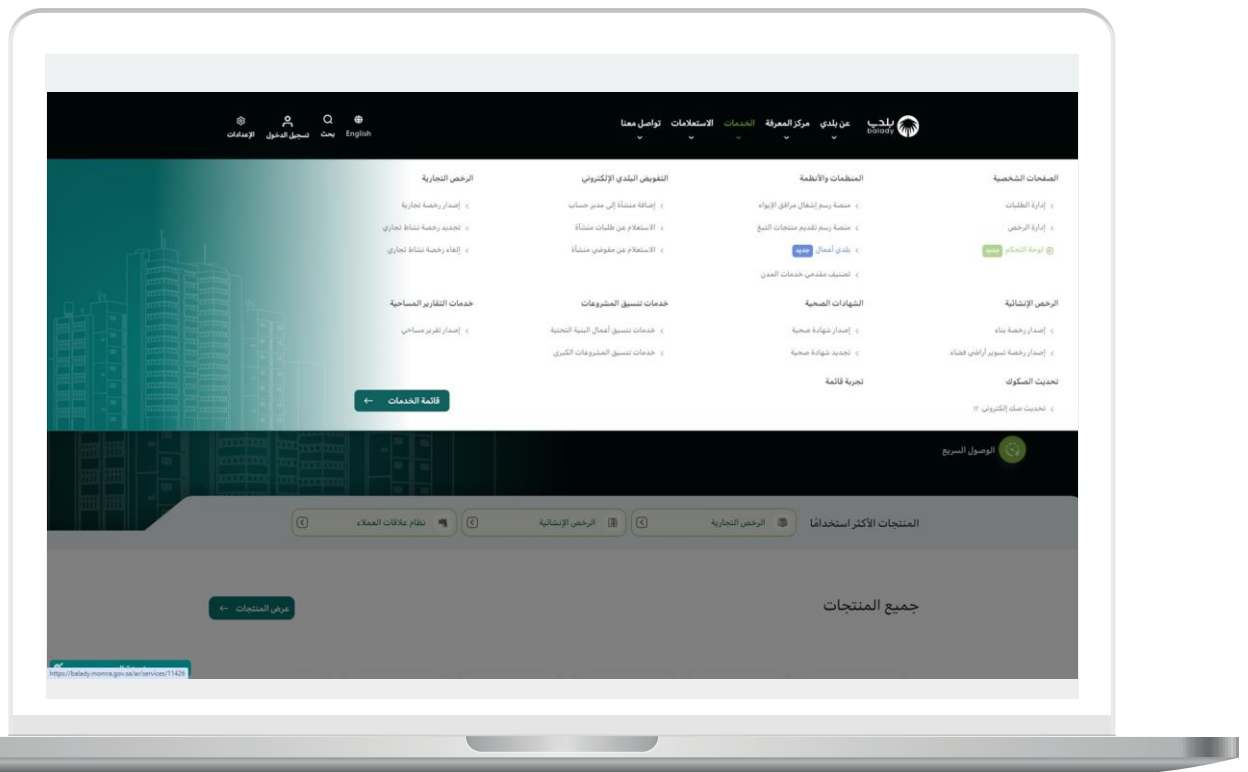 بلدي balady
عن بلدي
مركز المعرفة
الخدمات
الاستعلامات
تواصل معنا
English
بحث
تسجيل الدخول
الإعدادات
الصفحات الشخصية
إدارة الطلبات
إدارة الرخص
لوحة التحكم جديد
المنظمات والأنظمة
منصة رسم إشغال مرافق الإيواء
منصة رسم تقديم منتجات التبغ
بلدي أعمال جديد
تصنيف مقدمي خدمات المدن
التفويض البلدي الإلكتروني
إضافة منشأة إلى مدير حساب
الاستعلام عن طلبات منشأة
الاستعلام عن مفوضي منشأة
الرخص التجارية
إصدار رخصة تجارية
تجديد رخصة نشاط تجاري
إلغاء رخصة نشاط تجاري
الرخص الإنشائية
إصدار رخصة بناء
إصدار رخصة تسوير أراضي فضاء
الشهادات الصحية
إصدار شهادة صحية
تجديد شهادة صحية
خدمات تنسيق المشروعات
خدمات تنسيق أعمال البنية التحتية
خدمات تنسيق المشروعات الكبرى
خدمات التقارير المساحية
إصدار تقرير مساحي
تحديث الصكوك
تحديث صك إلكتروني
تجربة قائمة
قائمة الخدمات
الوصول السريع
المنتجات الأكثر استخدامًا
الرخص التجارية
الرخص الإنشائية
نظام علاقات العملاء
جميع المنتجات
عرض المنتجات
https://balady.momra.gov.sa/ar/services/11426